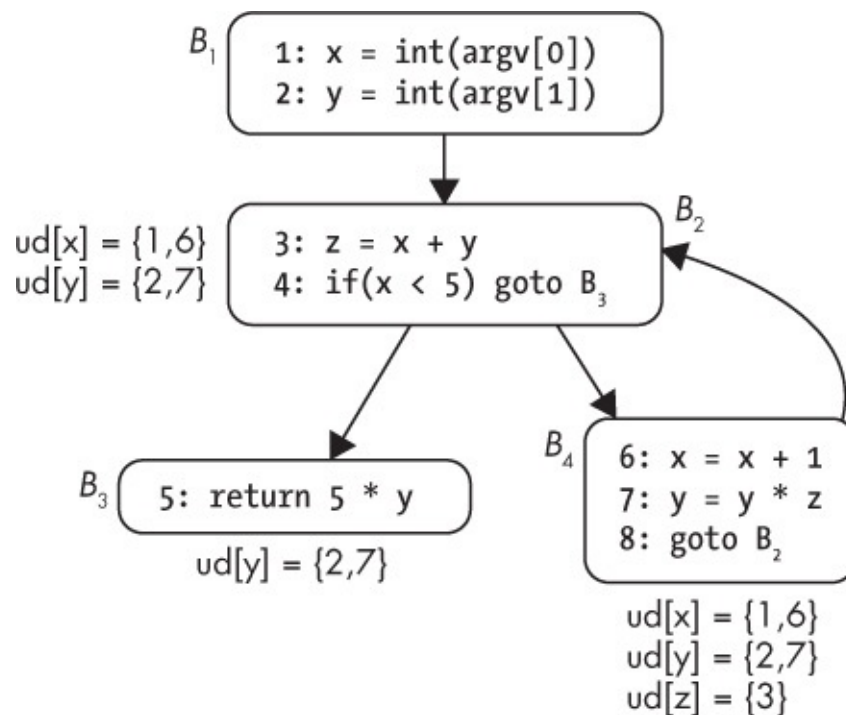 B₁
1: x = int(argv[0])
2: y = int(argv[1])
ud[x] = {1,6}
ud[y] = {2,7}
B₂
3: z = x + y
4: if(x < 5) goto B₃
B₃
5: return 5 * y
ud[y] = {2,7}
B₄
6: x = x + 1
7: y = y * z
8: goto B₂
ud[x] = {1,6}
ud[y] = {2,7}
ud[z] = {3}